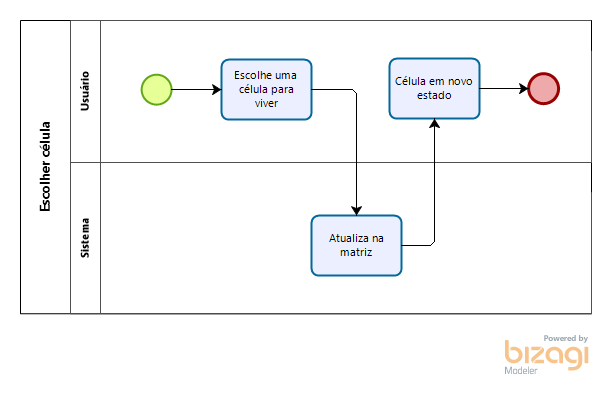 Escolher célula
Usuário
Escolhe uma
célula para
viver
Célula em novo
estado
Sistema
Atualiza na
matriz
Powered by
bizagi
Modeler